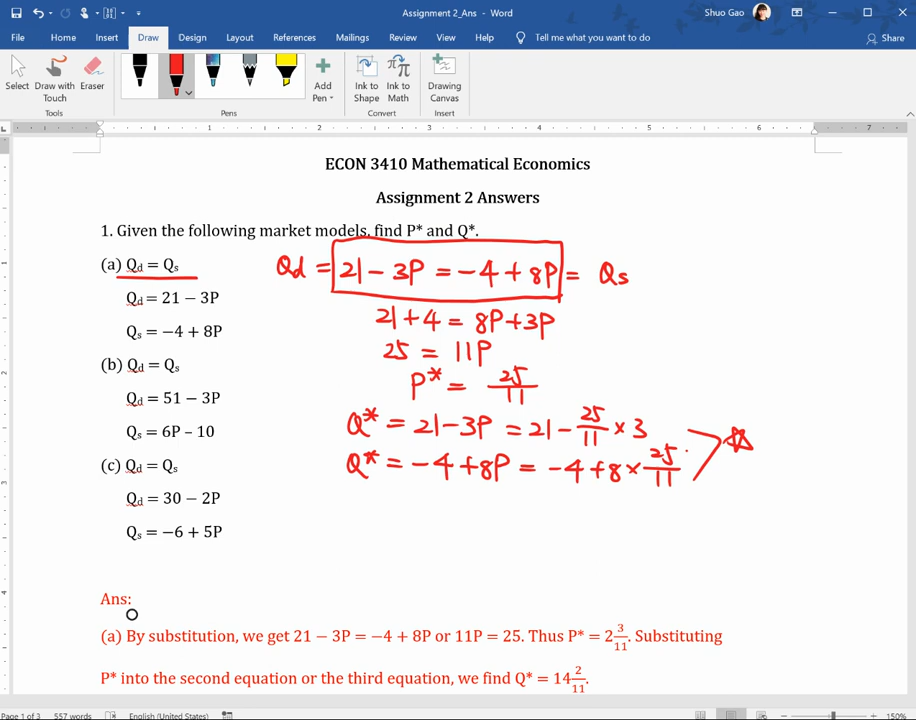 Assignment 2_Ans - Word
Shuo Gao
File Home Insert Draw Design Layout References Mailings Review View Help Tell me what you want to do Share
Select Draw with Touch Eraser Add Pen Ink to Shape Ink to Math Drawing Canvas
Tools Pens Convert Insert
1 2 3 4 5 6 7
ECON 3410 Mathematical Economics
Assignment 2 Answers
1. Given the following market models, find P* and Q*.
(a) Qd = Qs
Qd = 21 − 3P = −4 + 8P = Qs
Qd = 21 − 3P
21 + 4 = 8P + 3P
Qs = −4 + 8P
25 = 11P
(b) Qd = Qs
P* = 25/11
Qd = 51 − 3P
Q* = 21 − 3P = 21 − 25/11 × 3
Qs = 6P − 10
Q* = −4 + 8P = −4 + 8 × 25/11
(c) Qd = Qs
Qd = 30 − 2P
Qs = −6 + 5P
Ans:
(a) By substitution, we get 21 − 3P = −4 + 8P or 11P = 25. Thus P* = 2 3/11. Substituting
P* into the second equation or the third equation, we find Q* = 14 2/11.
Page 1 of 3 557 words English (United States) 150%